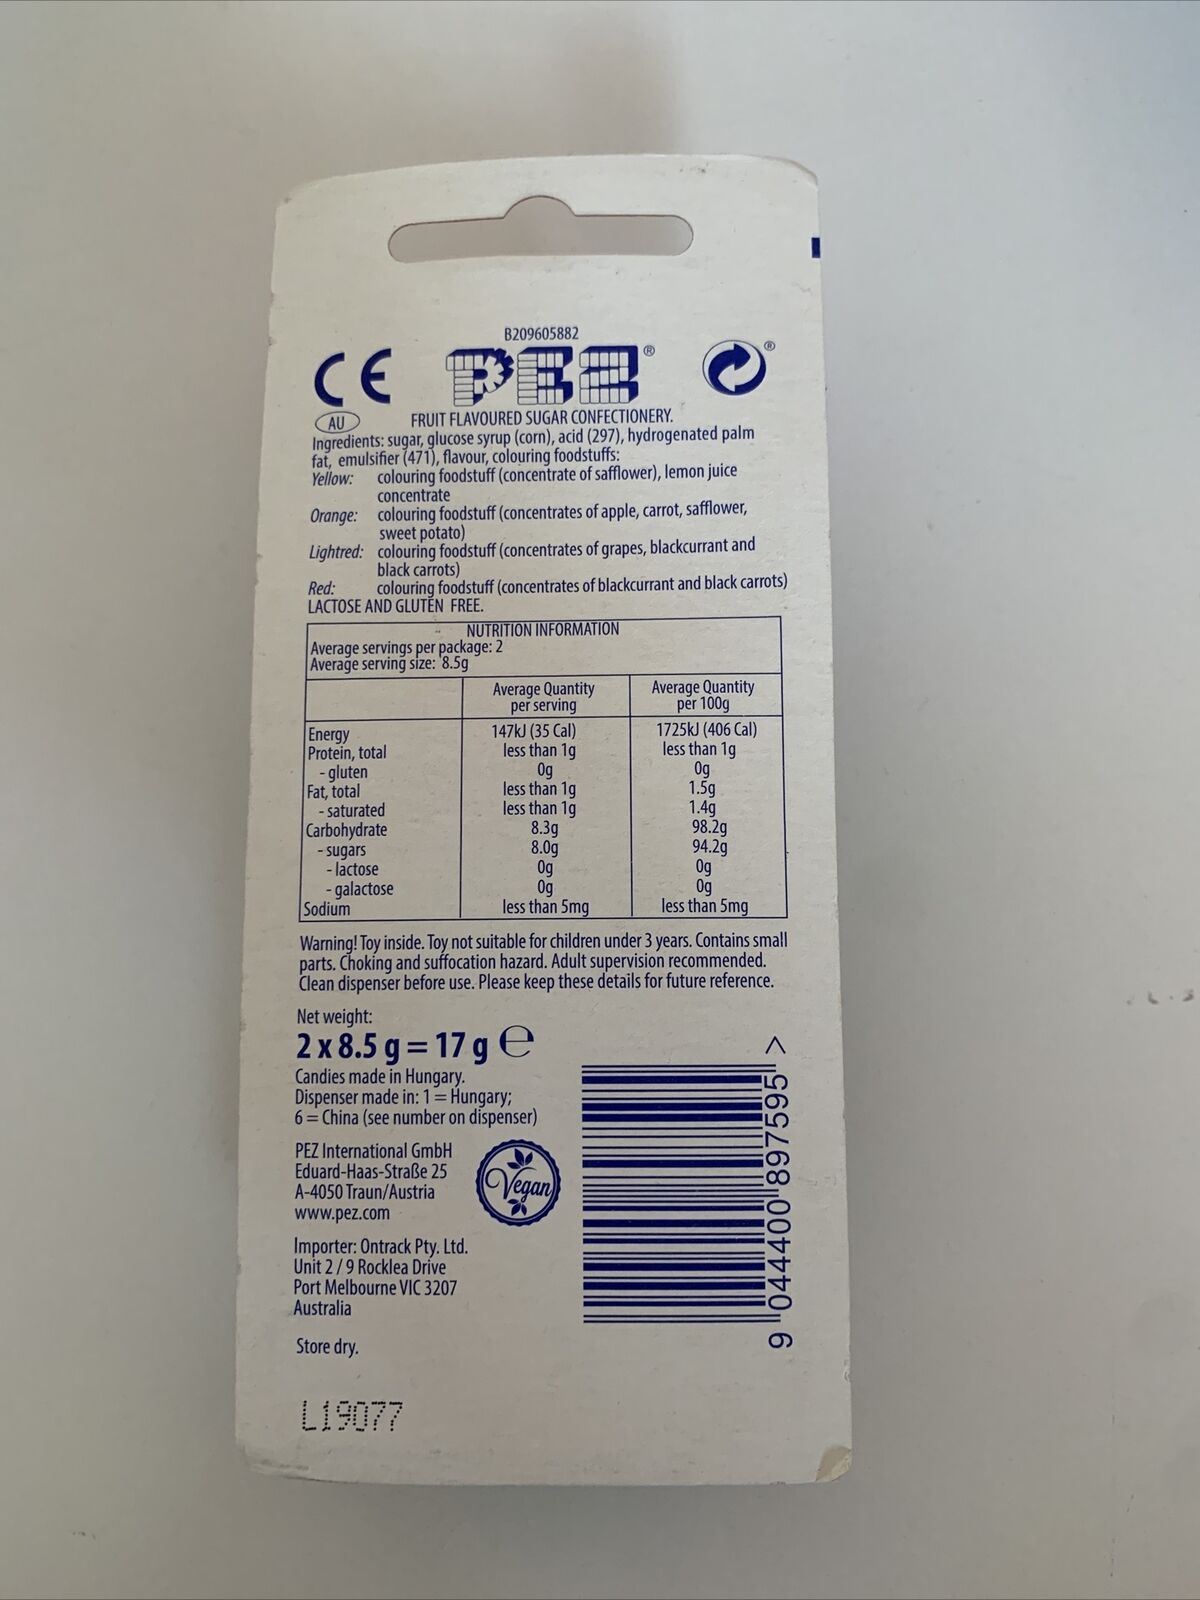 B209605882
CE PEZ®
®
AU FRUIT FLAVOURED SUGAR CONFECTIONERY.
Ingredients: sugar, glucose syrup (corn), acid (297), hydrogenated palm
fat, emulsifier (471), flavour, colouring foodstuffs:
Yellow: colouring foodstuff (concentrate of safflower), lemon juice
concentrate
Orange: colouring foodstuff (concentrates of apple, carrot, safflower,
sweet potato)
Lightred: colouring foodstuff (concentrates of grapes, blackcurrant and
black carrots)
Red: colouring foodstuff (concentrates of blackcurrant and black carrots)
LACTOSE AND GLUTEN FREE.
NUTRITION INFORMATION
Average servings per package: 2
Average serving size: 8.5g
Average Quantity Average Quantity
per serving per 100g
Energy 147kJ (35 Cal) 1725kJ (406 Cal)
Protein, total less than 1g less than 1g
- gluten 0g 0g
Fat, total less than 1g 1.5g
- saturated less than 1g 1.4g
Carbohydrate 8.3g 98.2g
- sugars 8.0g 94.2g
- lactose 0g 0g
- galactose 0g 0g
Sodium less than 5mg less than 5mg
Warning! Toy inside. Toy not suitable for children under 3 years. Contains small
parts. Choking and suffocation hazard. Adult supervision recommended.
Clean dispenser before use. Please keep these details for future reference.
Net weight:
2 x 8.5 g = 17 g ℮
Candies made in Hungary.
Dispenser made in: 1 = Hungary;
6 = China (see number on dispenser)
PEZ International GmbH
Eduard-Haas-Straße 25
A-4050 Traun/Austria
www.pez.com
Vegan
Importer: Ontrack Pty. Ltd.
Unit 2 / 9 Rocklea Drive
Port Melbourne VIC 3207
Australia
Store dry.
9 044400 897595 >
L19077